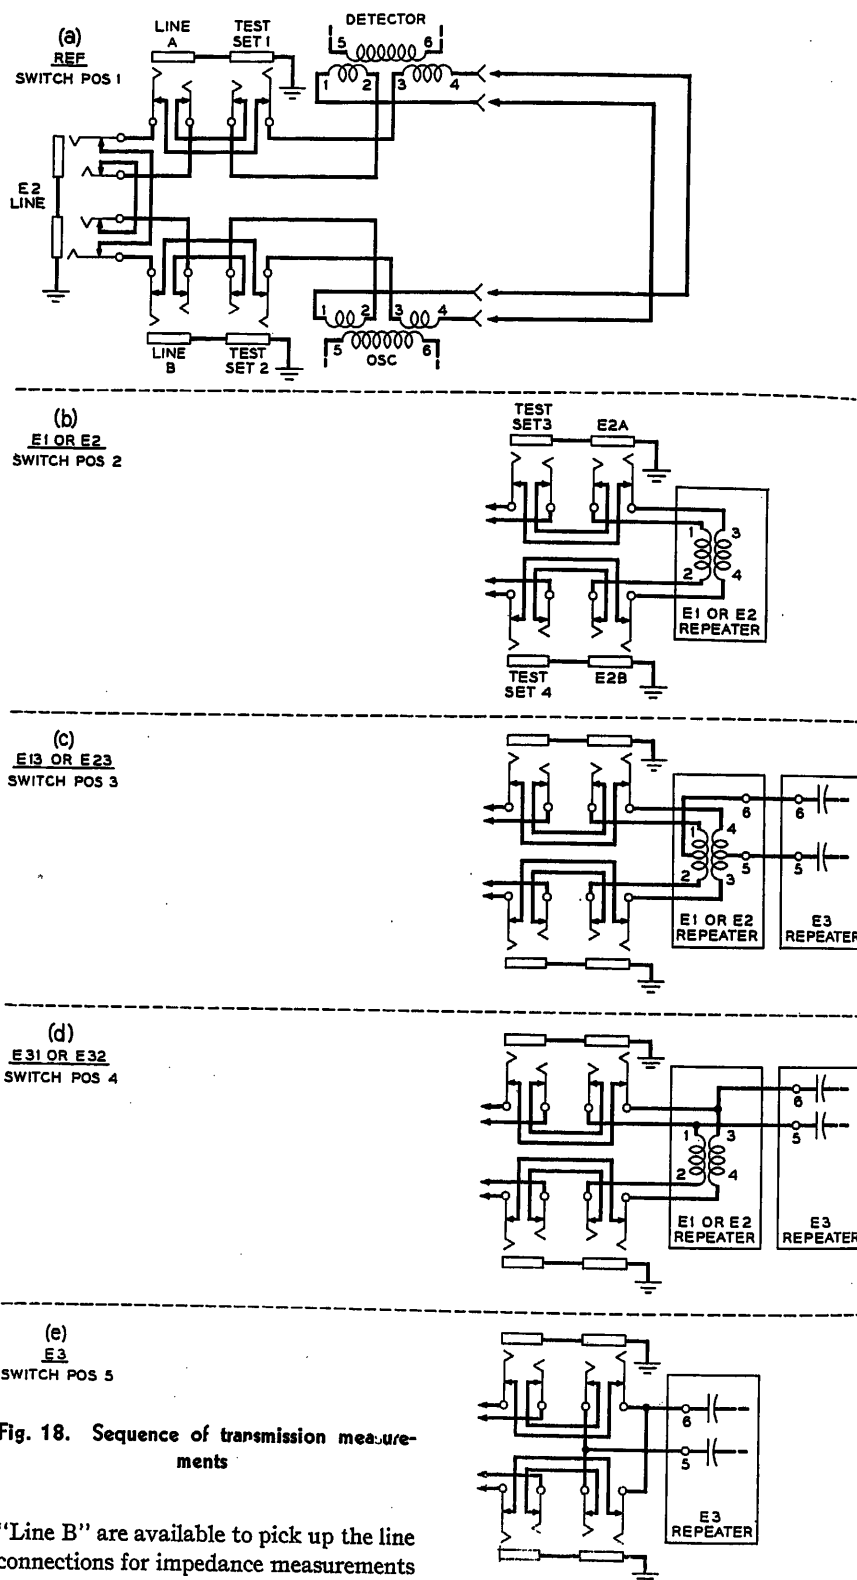 (a)
REF
SWITCH POS 1
LINE
A
TEST
SET 1
DETECTOR
5 6
1 2 3 4
E2
LINE
1 2 3 4
5 6
OSC
LINE
B
TEST
SET 2
(b)
E1 OR E2
SWITCH POS 2
TEST
SET3
E2A
1 3
2 4
E1 OR E2
REPEATER
TEST
SET 4
E2B
(c)
E13 OR E23
SWITCH POS 3
6 6
1 4
5 5
2 3
E1 OR E2
REPEATER
E3
REPEATER
(d)
E31 OR E32
SWITCH POS 4
6
5
1 3
2 4
E1 OR E2
REPEATER
E3
REPEATER
(e)
E3
SWITCH POS 5
6
5
E3
REPEATER
Fig. 18. Sequence of transmission measure-
ments
"Line B" are available to pick up the line
connections for impedance measurements